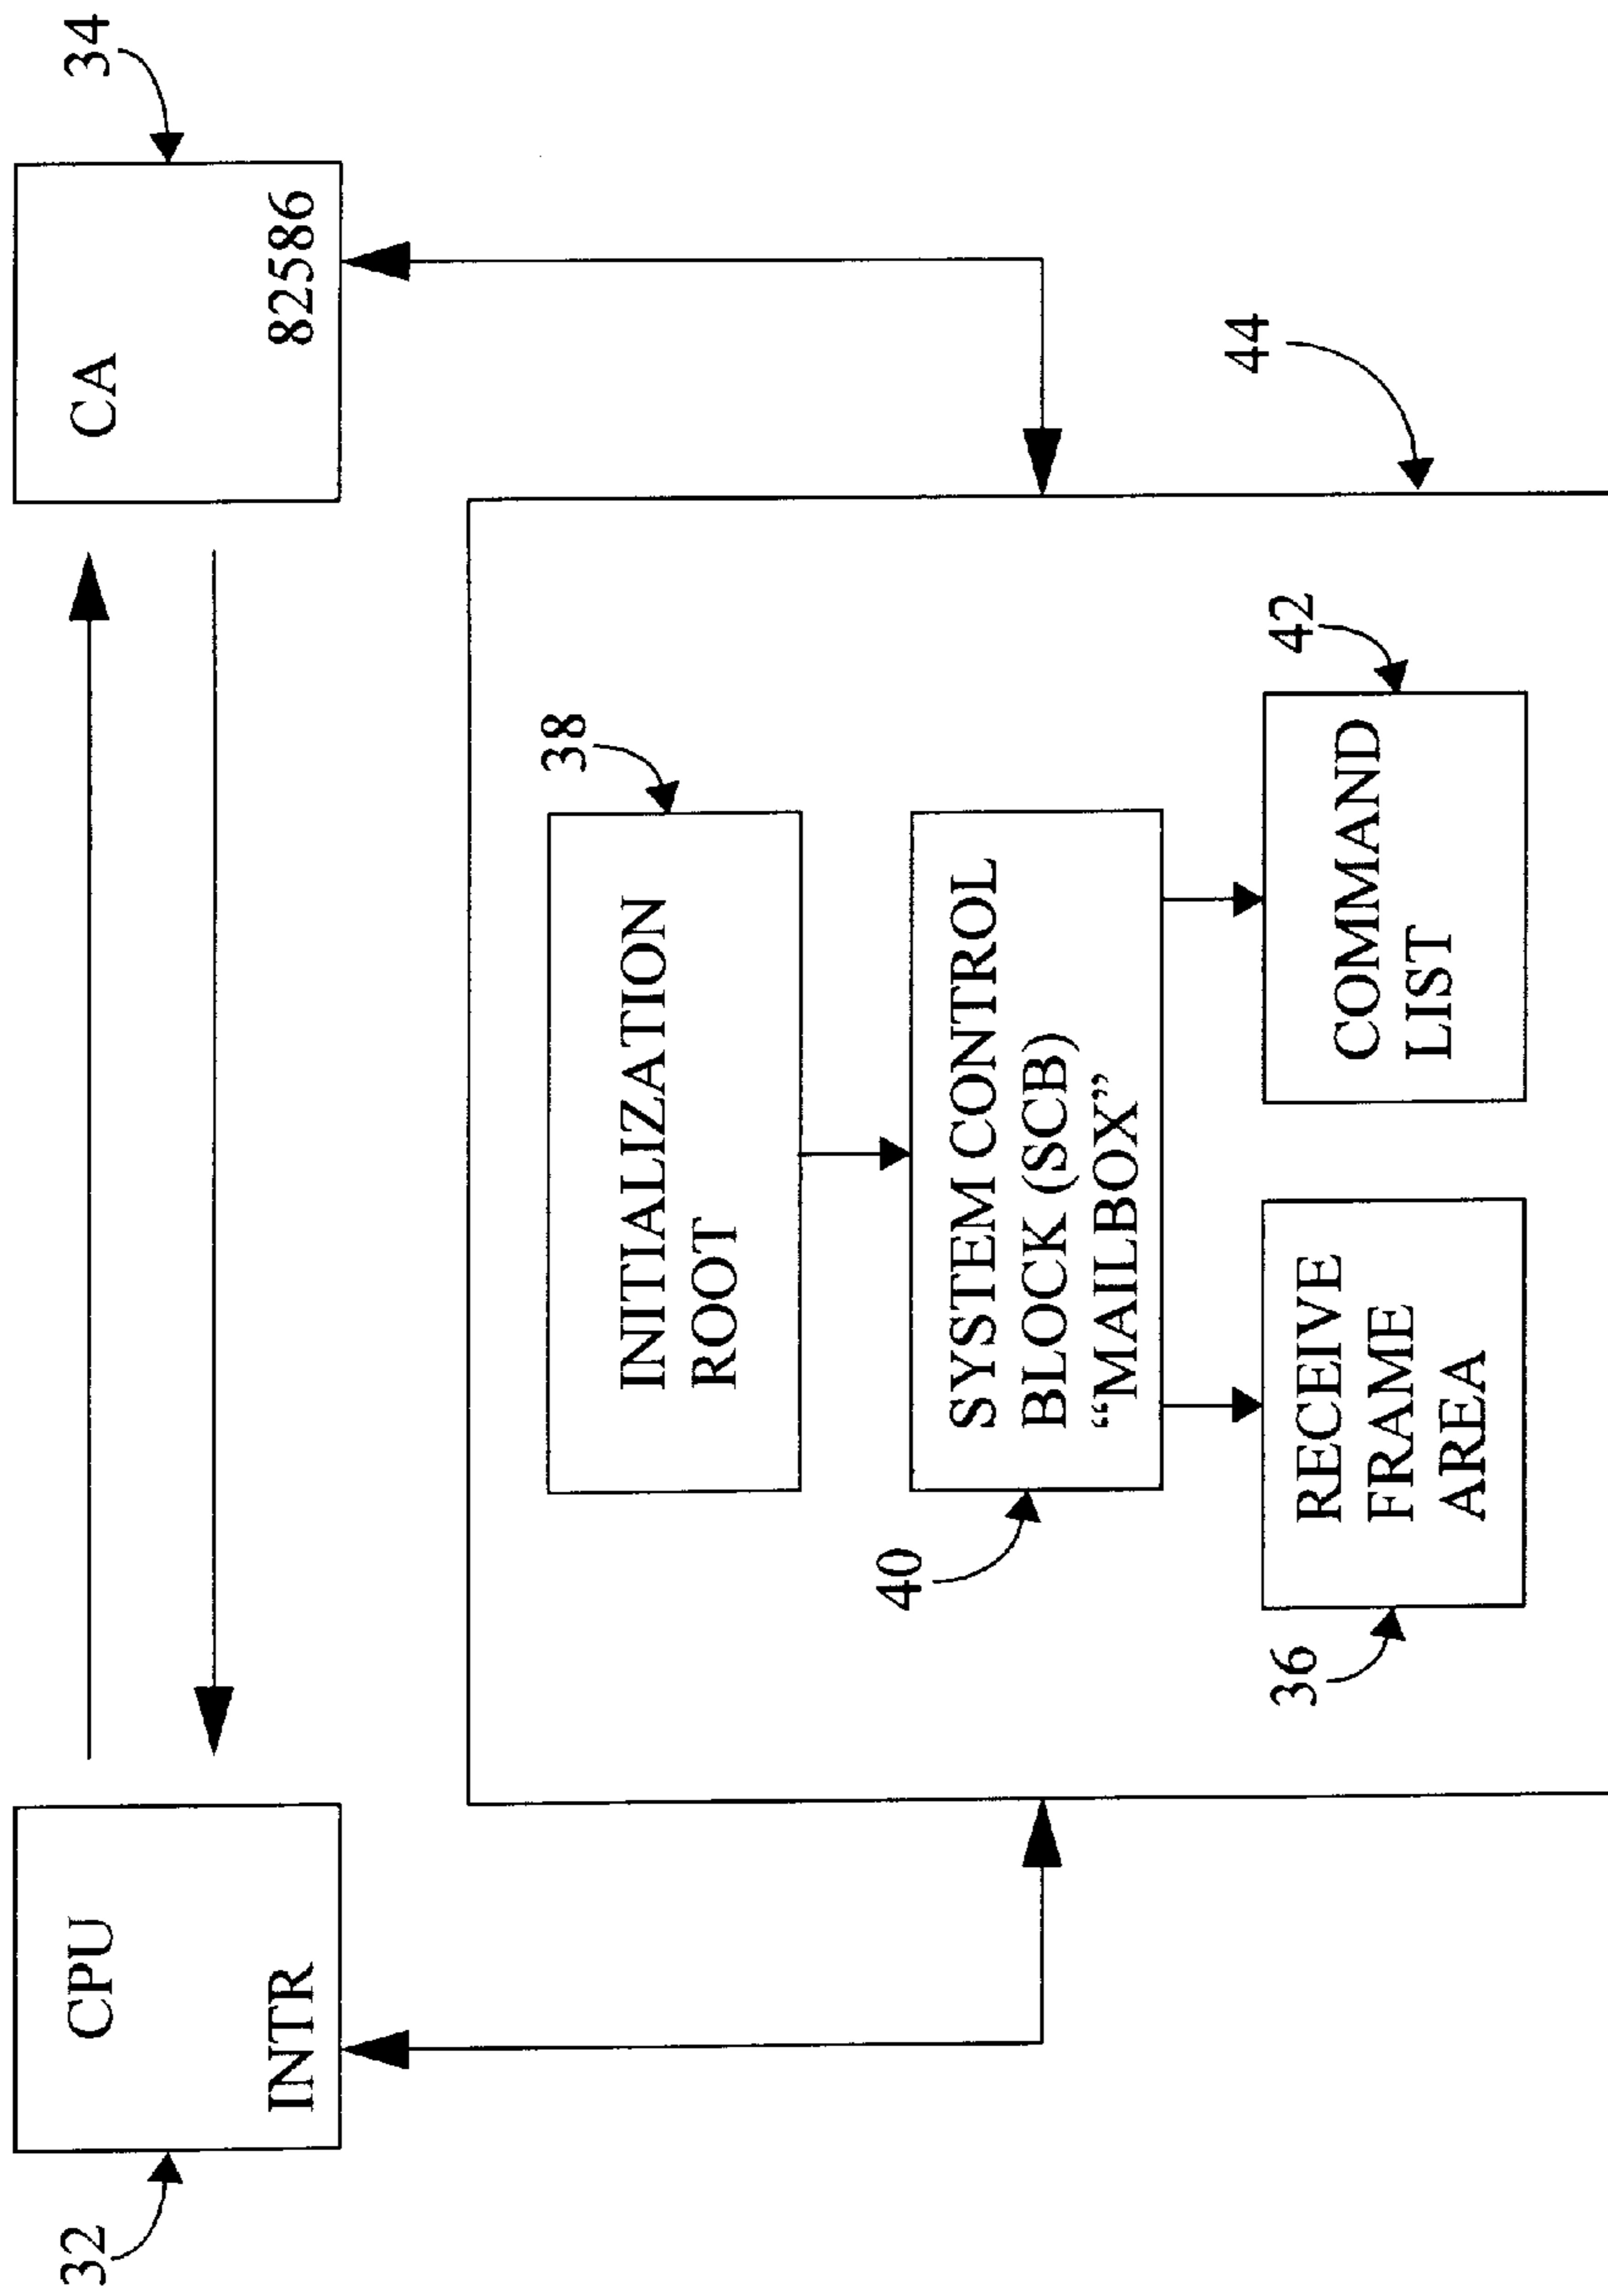 32
CPU
INTR
34
CA
82586
44
38
INITIALIZATION
ROOT
40
SYSTEM CONTROL
BLOCK (SCB)
“MAILBOX”
36
RECEIVE
FRAME
AREA
42
COMMAND
LIST